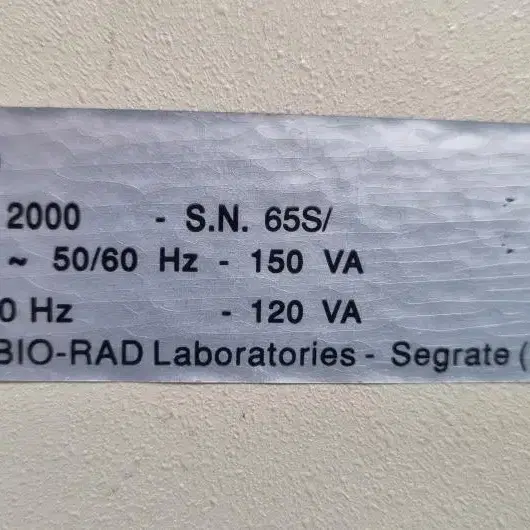 2000 - S.N. 65S/
~ 50/60 Hz - 150 VA
0 Hz - 120 VA
BIO-RAD Laboratories - Segrate (